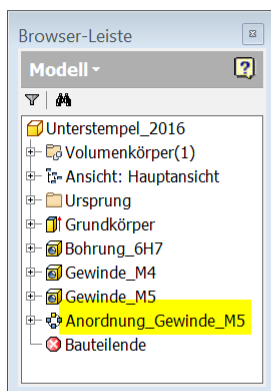 Browser-Leiste
Modell
Unterstempel_2016
Volumenkörper(1)
Ansicht: Hauptansicht
Ursprung
Grundkörper
Bohrung_6H7
Gewinde_M4
Gewinde_M5
Anordnung_Gewinde_M5
Bauteilende